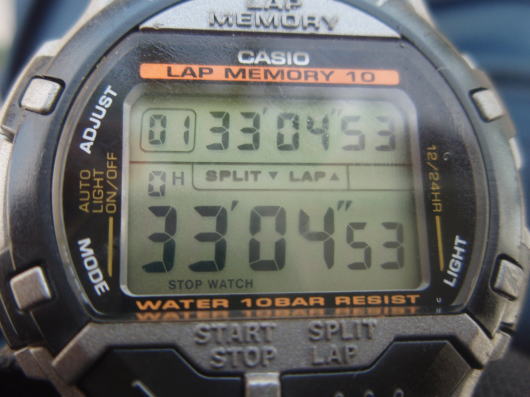 LAP
MEMORY
CASIO
LAP MEMORY 10
ADJUST
01 33'04"53
AUTO
LIGHT
ON/OFF
12/24HR
0H SPLIT ▼ LAP ▲
33'04"53
MODE
LIGHT
STOP WATCH
WATER 10BAR RESIST
START SPLIT
STOP LAP